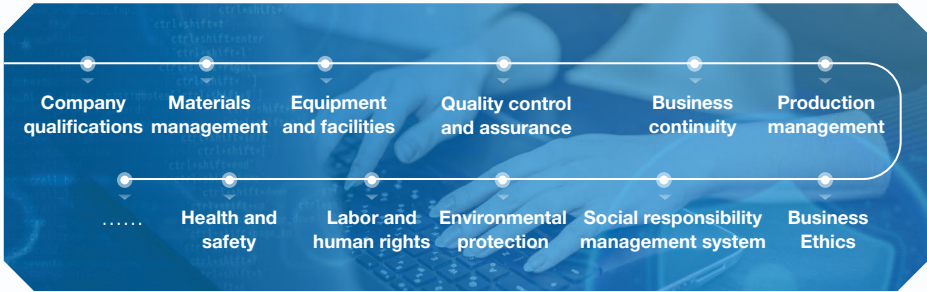 Company
qualifications
Materials
management
Equipment
and facilities
Quality control
and assurance
Business
continuity
Production
management
Business
Ethics
Social responsibility
management system
Environmental
protection
Labor and
human rights
Health and
safety
......